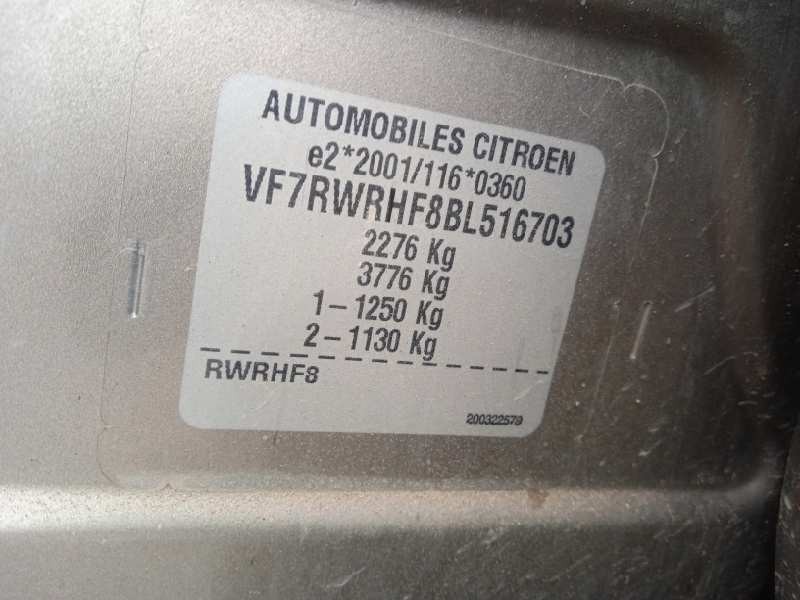 AUTOMOBILES CITROEN
e2*2001/116*0360
VF7RWRHF8BL516703
2276 Kg
3776 Kg
1-1250 Kg
2-1130 Kg
RWRHF8
200322579